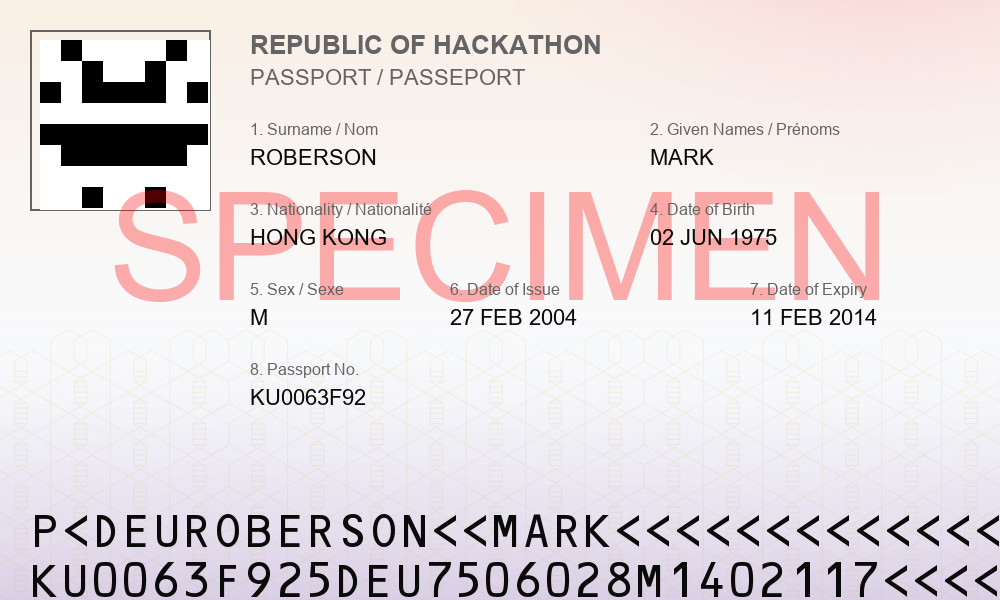 REPUBLIC OF HACKATHON
PASSPORT / PASSEPORT
1. Surname / Nom
2. Given Names / Prénoms
ROBERSON
MARK
SPECIMEN
3. Nationality / Nationalité
4. Date of Birth
HONG KONG
02 JUN 1975
5. Sex / Sexe
6. Date of Issue
7. Date of Expiry
M
27 FEB 2004
11 FEB 2014
8. Passport No.
KU0063F92
P<DEUROBERSON<<MARK<<<<<<<<<<<<<
KU0063F925DEU7506028M1402117<<<<